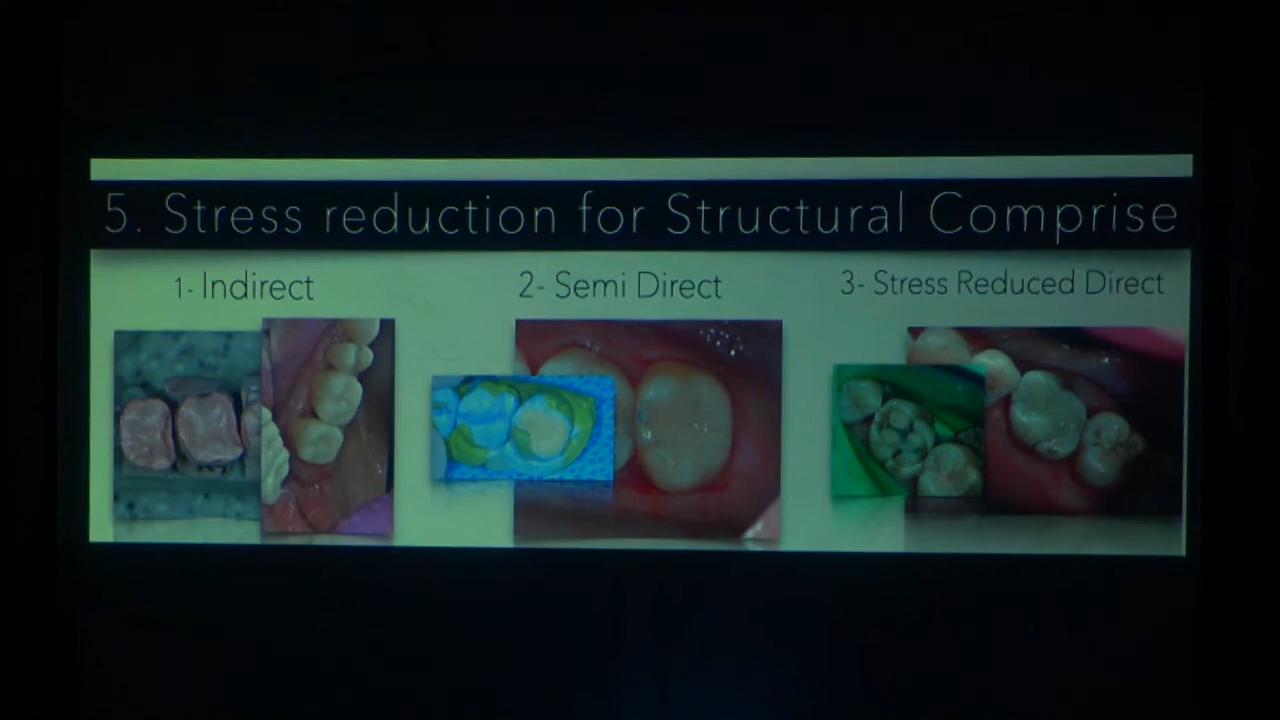 5. Stress reduction for Structural Comprise
1- Indirect
2- Semi Direct
3- Stress Reduced Direct